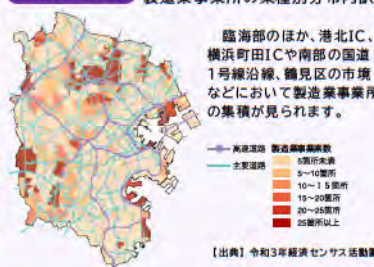 製造業事業所の業種別分布内訳
臨海部のほか、港北IC、
横浜町田ICや南部の国道
1号線沿線、鶴見区の市境
などにおいて製造業事業所
の集積が見られます。
高速道路
主要道路
製造業事業所数
5箇所未満
5～10箇所
10～15箇所
15～20箇所
20～25箇所
25箇所以上
【出典】令和3年経済センサス活動調